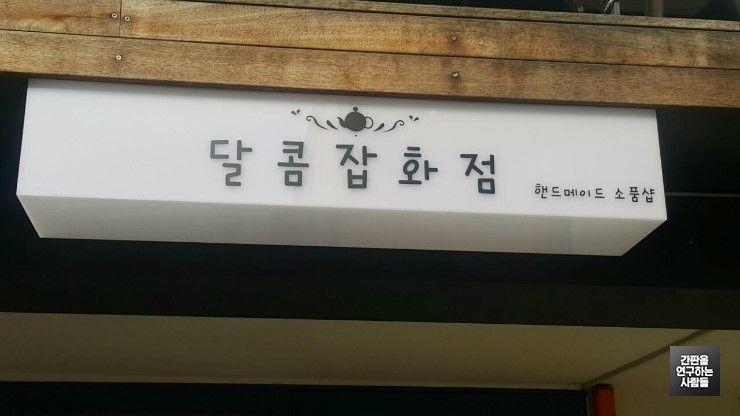 달콤잡화점
핸드메이드 소품샵
간판을
연구하는
사람들